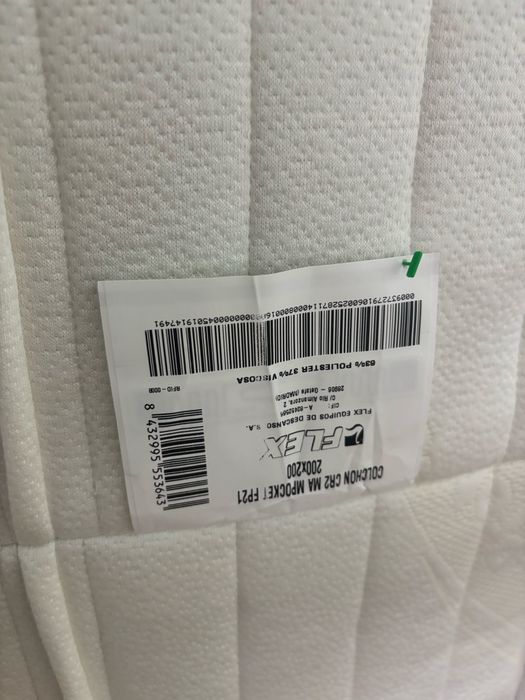 COLCHON CR2 MA MPOCKET FP21
200x200
FLEX
FLEX EQUIPOS DE DESCANSO S.A.
C/ Río Almanzora, 2
28906 - Getafe (MADRID)
63% POLIESTER 37% VISCOSA
8 432995 553643